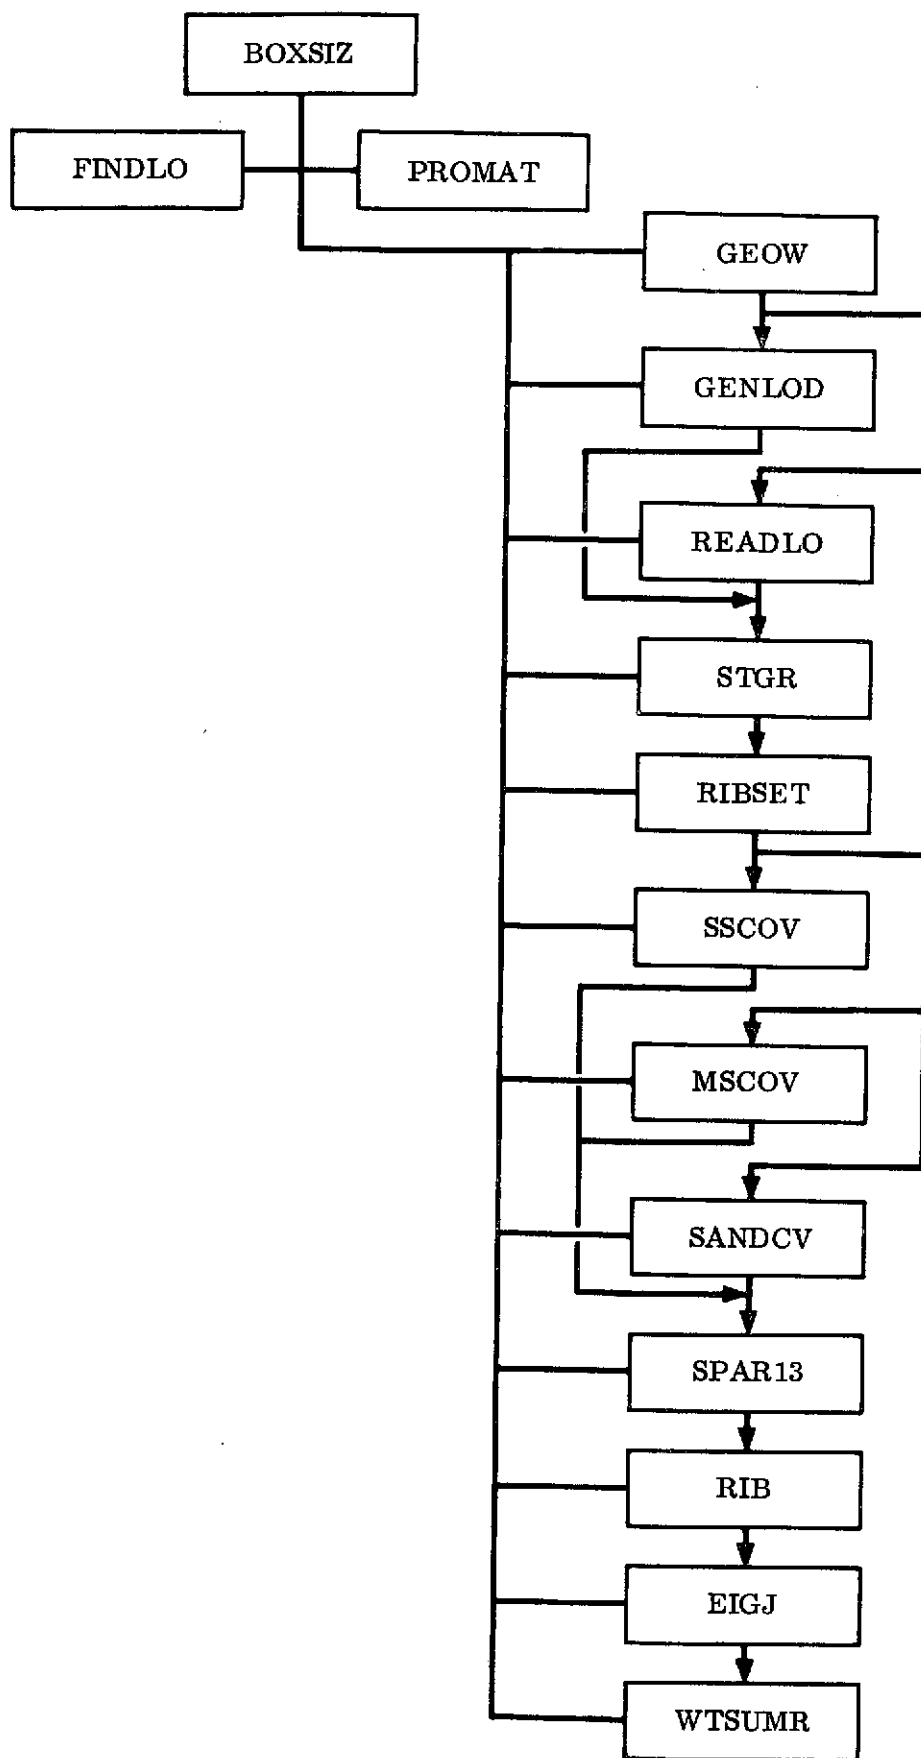 BOXSIZ
FINDLO
PROMAT
GEOW
GENLOD
READLO
STGR
RIBSET
SSCOV
MSCOV
SANDCV
SPAR13
RIB
EIGJ
WTSUMR